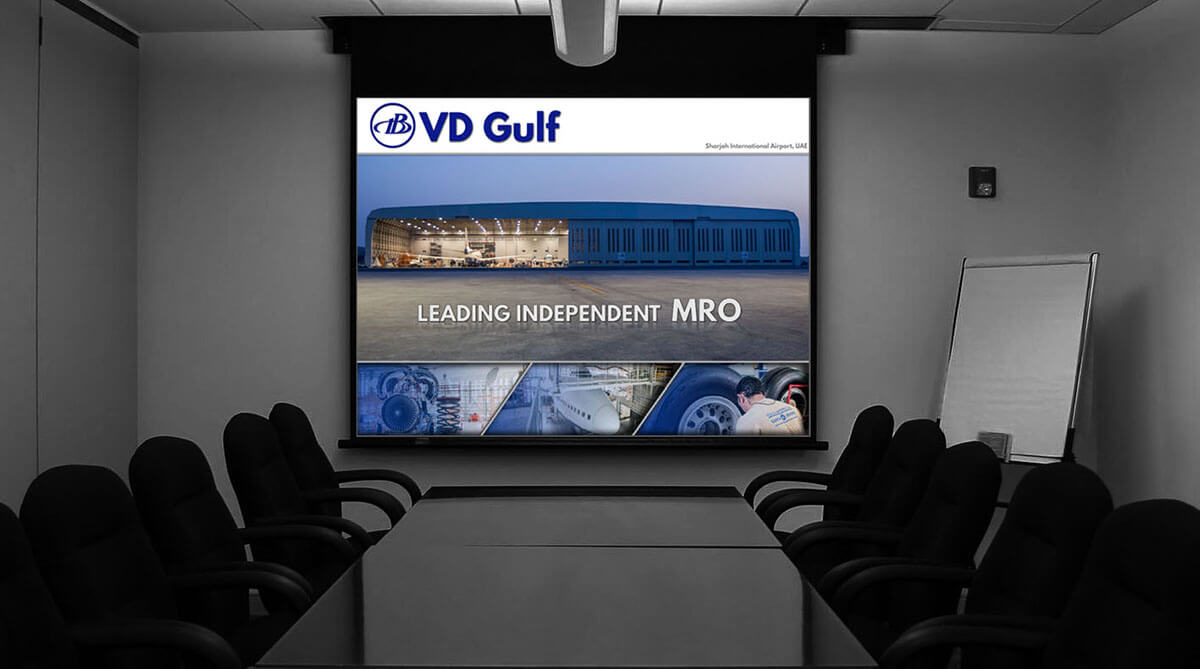 VD Gulf
Sharjah International Airport, UAE
LEADING INDEPENDENT MRO